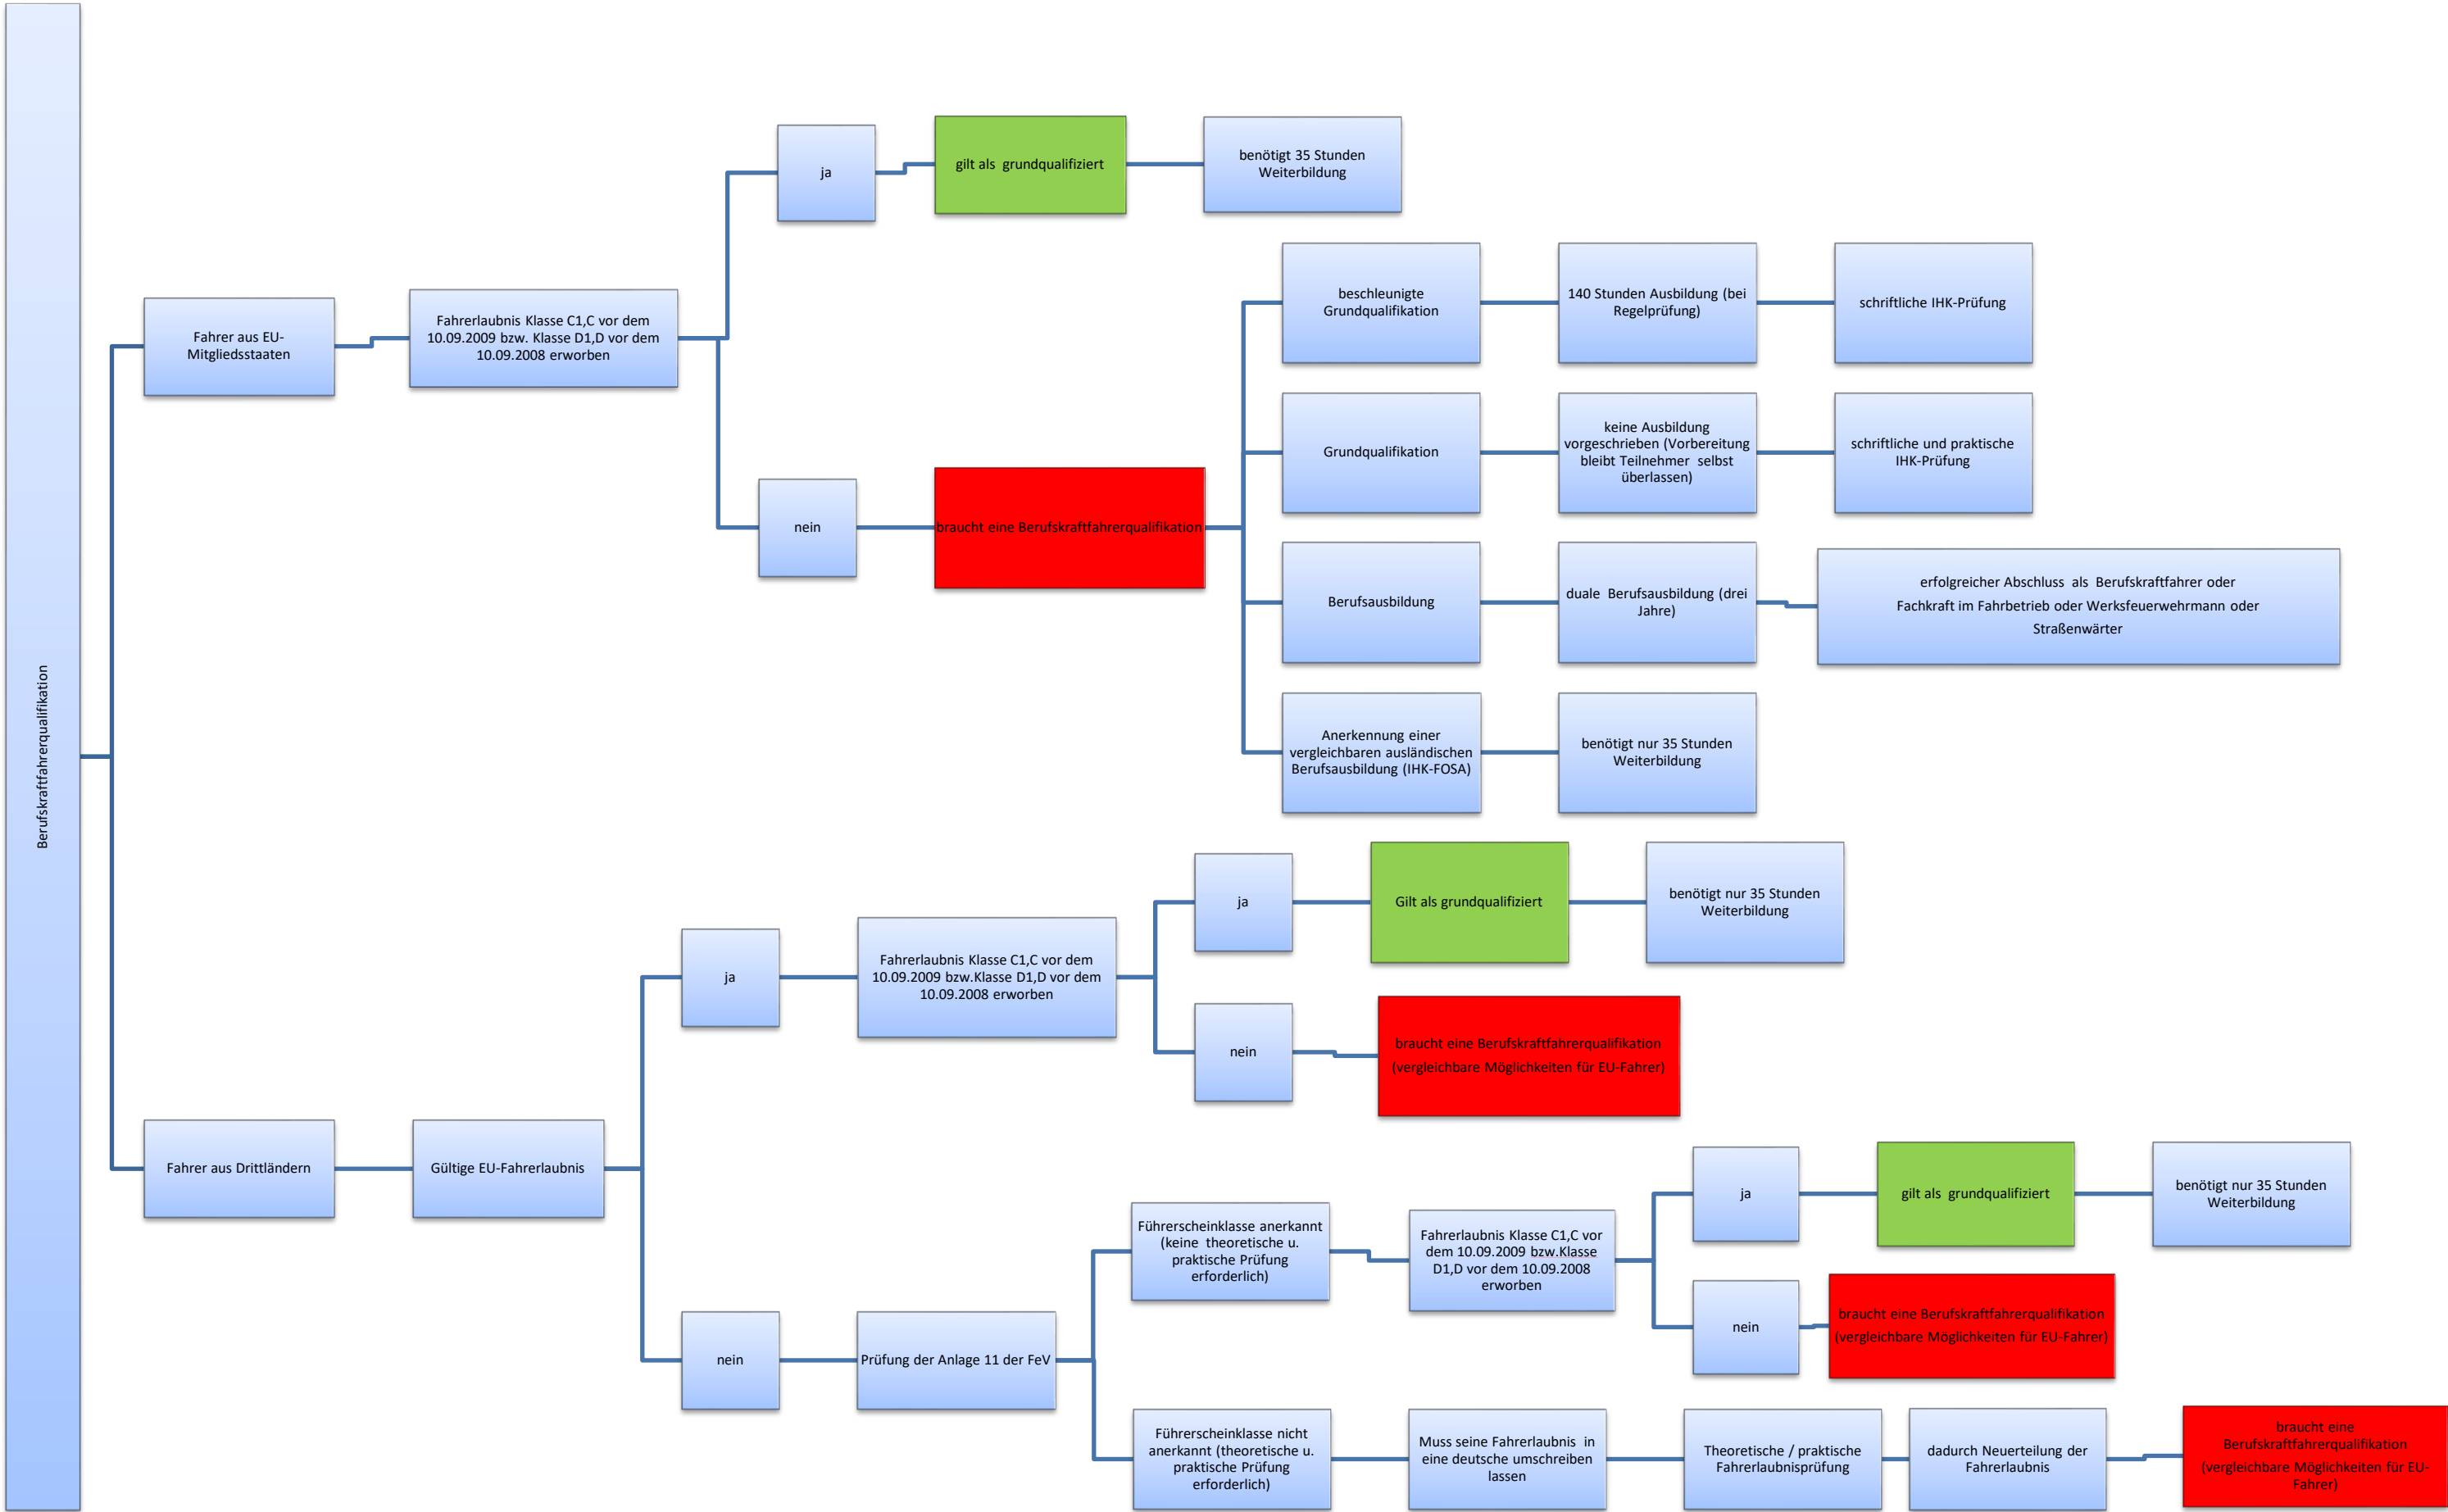 Berufskraftfahrerqualifikation
Fahrer aus EU-
Mitgliedsstaaten
Fahrerlaubnis Klasse C1,C vor dem
10.09.2009 bzw. Klasse D1,D vor dem
10.09.2008 erworben
ja
gilt als grundqualifiziert
benötigt 35 Stunden
Weiterbildung
nein
braucht eine Berufskraftfahrerqualifikation
beschleunigte
Grundqualifikation
140 Stunden Ausbildung (bei
Regelprüfung)
schriftliche IHK-Prüfung
Grundqualifikation
keine Ausbildung
vorgeschrieben (Vorbereitung
bleibt Teilnehmer selbst
überlassen)
schriftliche und praktische
IHK-Prüfung
Berufsausbildung
duale Berufsausbildung (drei
Jahre)
erfolgreicher Abschluss als Berufskraftfahrer oder
Fachkraft im Fahrbetrieb oder Werksfeuerwehrmann oder
Straßenwärter
Anerkennung einer
vergleichbaren ausländischen
Berufsausbildung (IHK-FOSA)
benötigt nur 35 Stunden
Weiterbildung
Fahrer aus Drittländern
Gültige EU-Fahrerlaubnis
ja
Fahrerlaubnis Klasse C1,C vor dem
10.09.2009 bzw.Klasse D1,D vor dem
10.09.2008 erworben
ja
Gilt als grundqualifiziert
benötigt nur 35 Stunden
Weiterbildung
nein
braucht eine Berufskraftfahrerqualifikation
(vergleichbare Möglichkeiten für EU-Fahrer)
nein
Prüfung der Anlage 11 der FeV
Führerscheinklasse anerkannt
(keine theoretische u.
praktische Prüfung
erforderlich)
Fahrerlaubnis Klasse C1,C vor
dem 10.09.2009 bzw.Klasse
D1,D vor dem 10.09.2008
erworben
ja
gilt als grundqualifiziert
benötigt nur 35 Stunden
Weiterbildung
nein
braucht eine Berufskraftfahrerqualifikation
(vergleichbare Möglichkeiten für EU-Fahrer)
Führerscheinklasse nicht
anerkannt (theoretische u.
praktische Prüfung
erforderlich)
Muss seine Fahrerlaubnis in
eine deutsche umschreiben
lassen
Theoretische / praktische
Fahrerlaubnisprüfung
dadurch Neuerteilung der
Fahrerlaubnis
braucht eine
Berufskraftfahrerqualifikation
(vergleichbare Möglichkeiten für EU-
Fahrer)